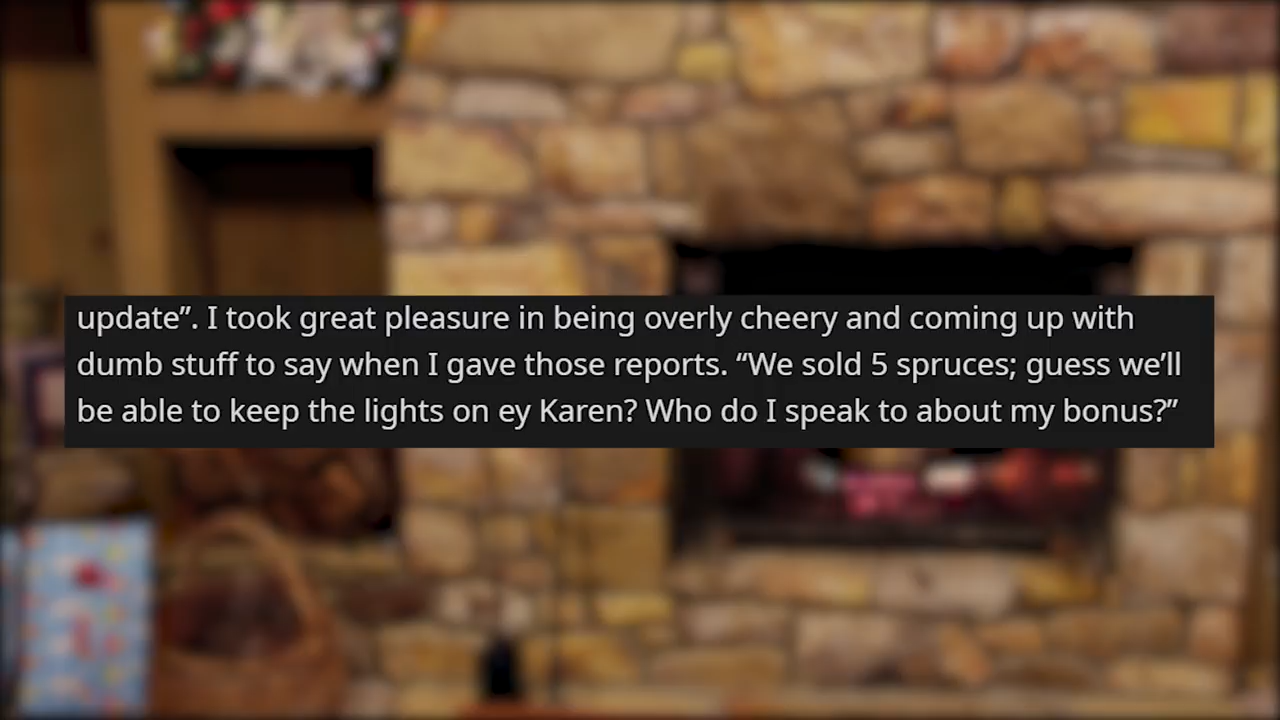 update”. I took great pleasure in being overly cheery and coming up with
dumb stuff to say when I gave those reports. “We sold 5 spruces; guess we’ll
be able to keep the lights on ey Karen? Who do I speak to about my bonus?”